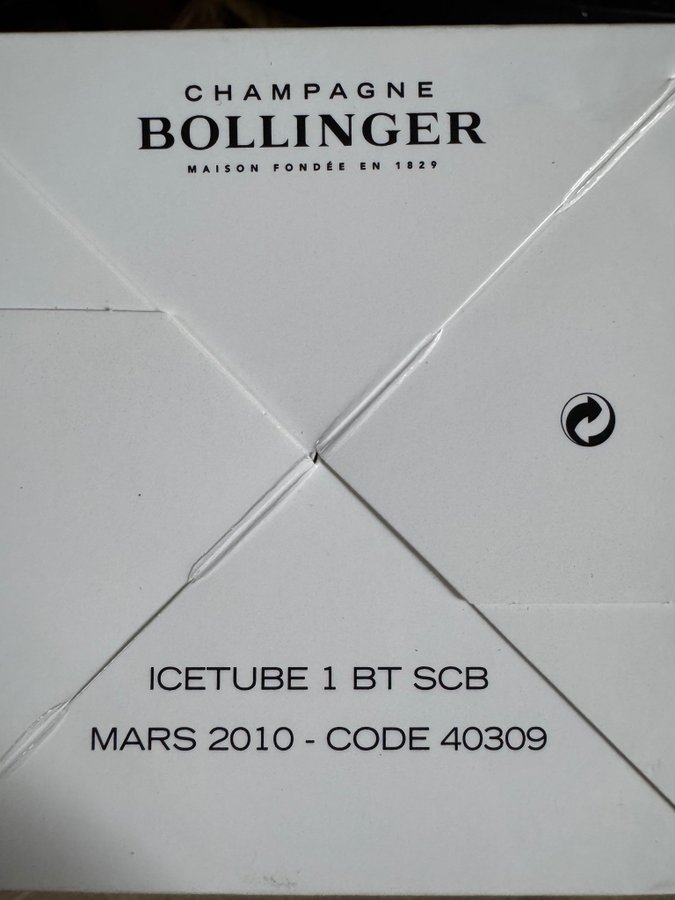 CHAMPAGNE
BOLLINGER
MAISON FONDÉE EN 1829
ICETUBE 1 BT SCB
MARS 2010 - CODE 40309